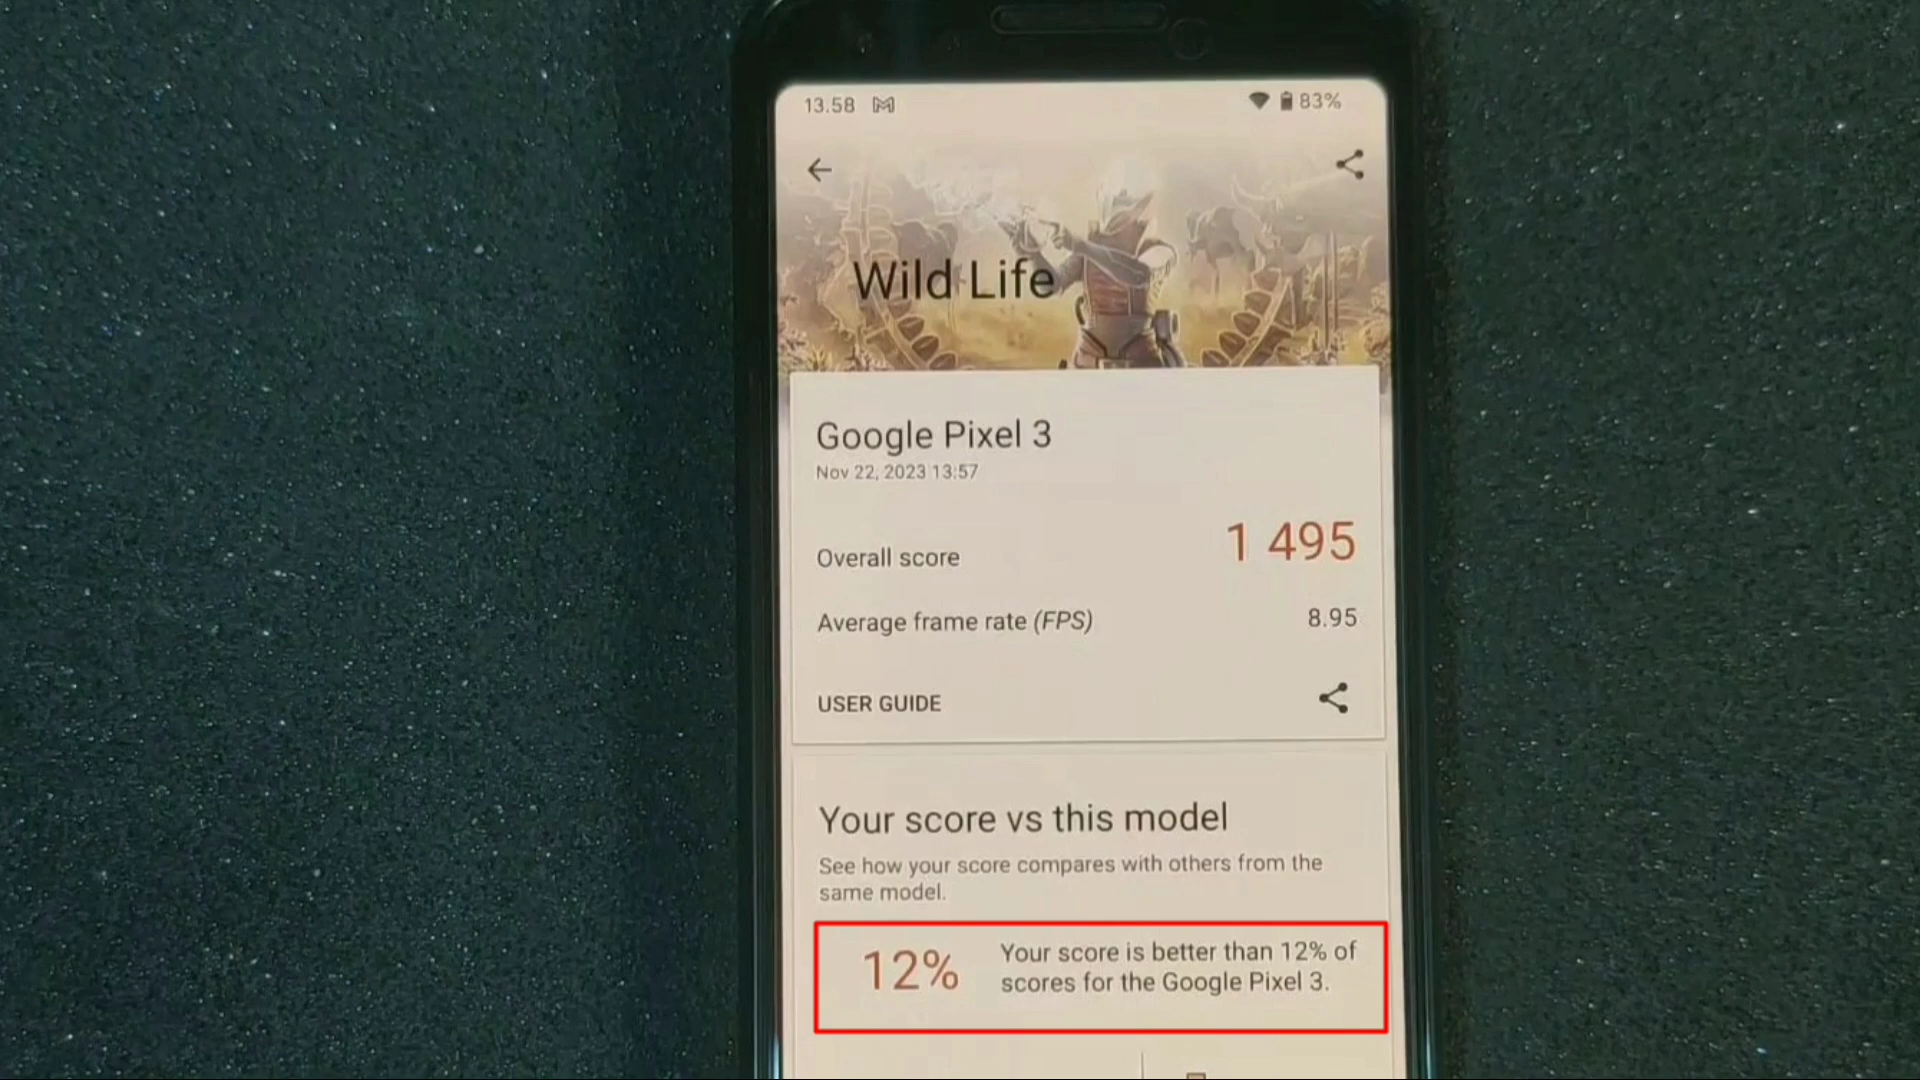 13.58 83%
Wild Life
Google Pixel 3
Nov 22, 2023 13:57
Overall score 1 495
Average frame rate (FPS) 8.95
USER GUIDE
Your score vs this model
See how your score compares with others from the
same model.
12% Your score is better than 12% of
scores for the Google Pixel 3.